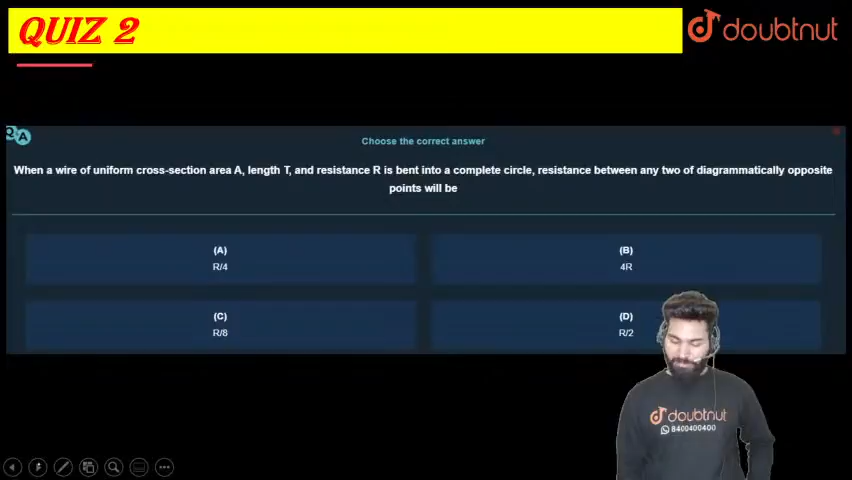 QUIZ 2
doubtnut
QA
Choose the correct answer
When a wire of uniform cross-section area A, length T, and resistance R is bent into a complete circle, resistance between any two of diagrammatically opposite
points will be
(A)
R/4
(B)
4R
(C)
R/8
(D)
R/2
doubtnut
8400400400